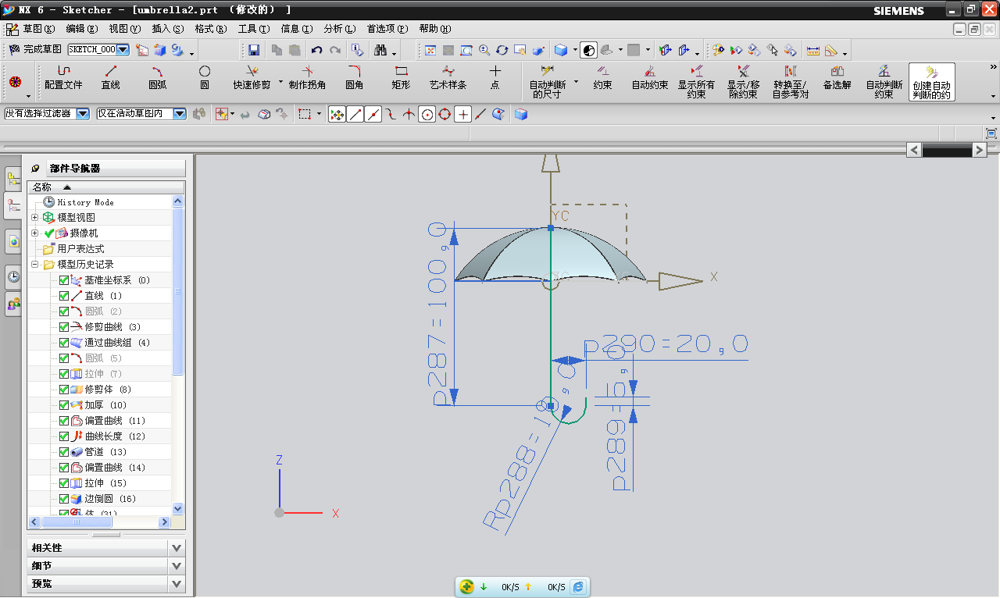 NX 6 - Sketcher - [umbrella2.prt （修改的） ]
SIEMENS
草图(K) 编辑(E) 视图(V) 插入(S) 格式(R) 工具(T) 信息(I) 分析(L) 首选项(P) 帮助(H)
完成草图 SKETCH_000
配置文件 直线 圆弧 圆 快速修剪 制作拐角 圆角 矩形 艺术样条 点 自动判断的尺寸 约束 自动约束 显示所有约束 显示/移除约束 转换至/自参考对 备选解 自动判断约束 创建自动判断的约
没有选择过滤器 仅在活动草图内
部件导航器
名称
History Mode
模型视图
摄像机
用户表达式
模型历史记录
基准坐标系 (0)
直线 (1)
圆弧 (2)
修剪曲线 (3)
通过曲线组 (4)
圆弧 (5)
拉伸 (7)
修剪体 (8)
加厚 (10)
偏置曲线 (11)
曲线长度 (12)
管道 (13)
偏置曲线 (14)
拉伸 (15)
边倒圆 (16)
体 (31)
相关性
细节
预览
YC
X
P287=100,0
P290=20,0
P289=5,0
Z
X
0K/S 0K/S